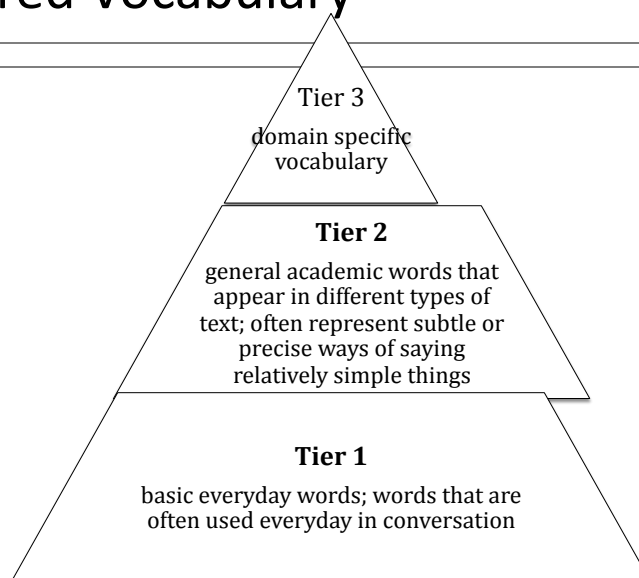 Vocabulary
Tier 3
domain specific
vocabulary
Tier 2
general academic words that
appear in different types of
text; often represent subtle or
precise ways of saying
relatively simple things
Tier 1
basic everyday words; words that are
often used everyday in conversation